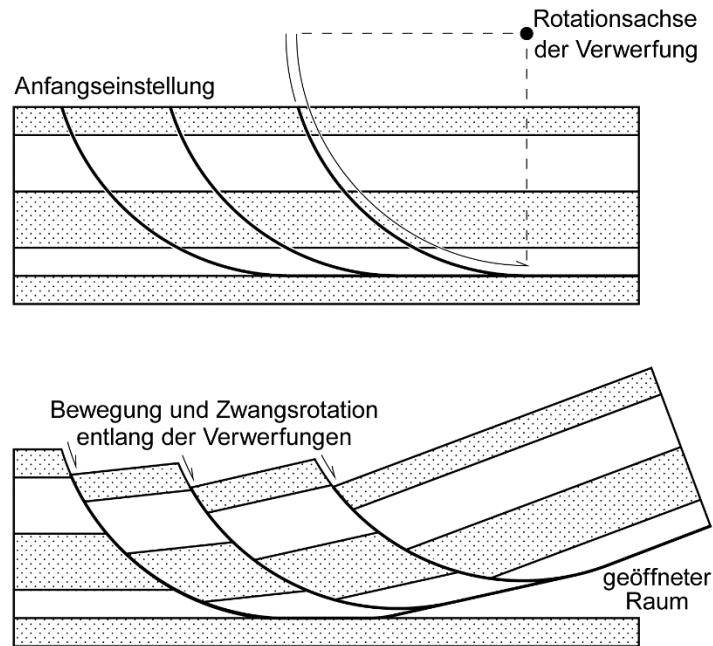 Rotationsachse
der Verwerfung
Anfangseinstellung
Bewegung und Zwangsrotation
entlang der Verwerfungen
geöffneter
Raum